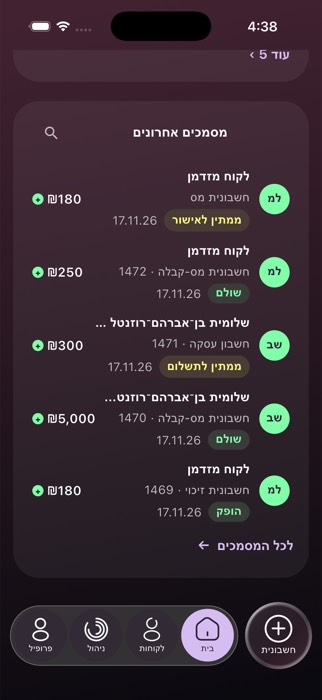 4:38
עוד 5 ›
מסמכים אחרונים
לקוח מזדמן
למ
חשבונית מס
₪180
ממתין לאישור 17.11.26
לקוח מזדמן
למ
חשבונית מס-קבלה · 1472
₪250
שולם 17.11.26
שלומית בן־אברהם־רוזנטל ...
שב
חשבון עסקה · 1471
₪300
ממתין לתשלום 17.11.26
שלומית בן־אברהם־רוזנט...
שב
חשבונית מס-קבלה · 1470
₪5,000
שולם 17.11.26
לקוח מזדמן
למ
חשבונית זיכוי · 1469
₪180
הופק 17.11.26
לכל המסמכים ←
חשבונית
בית
לקוחות
ניהול
פרופיל